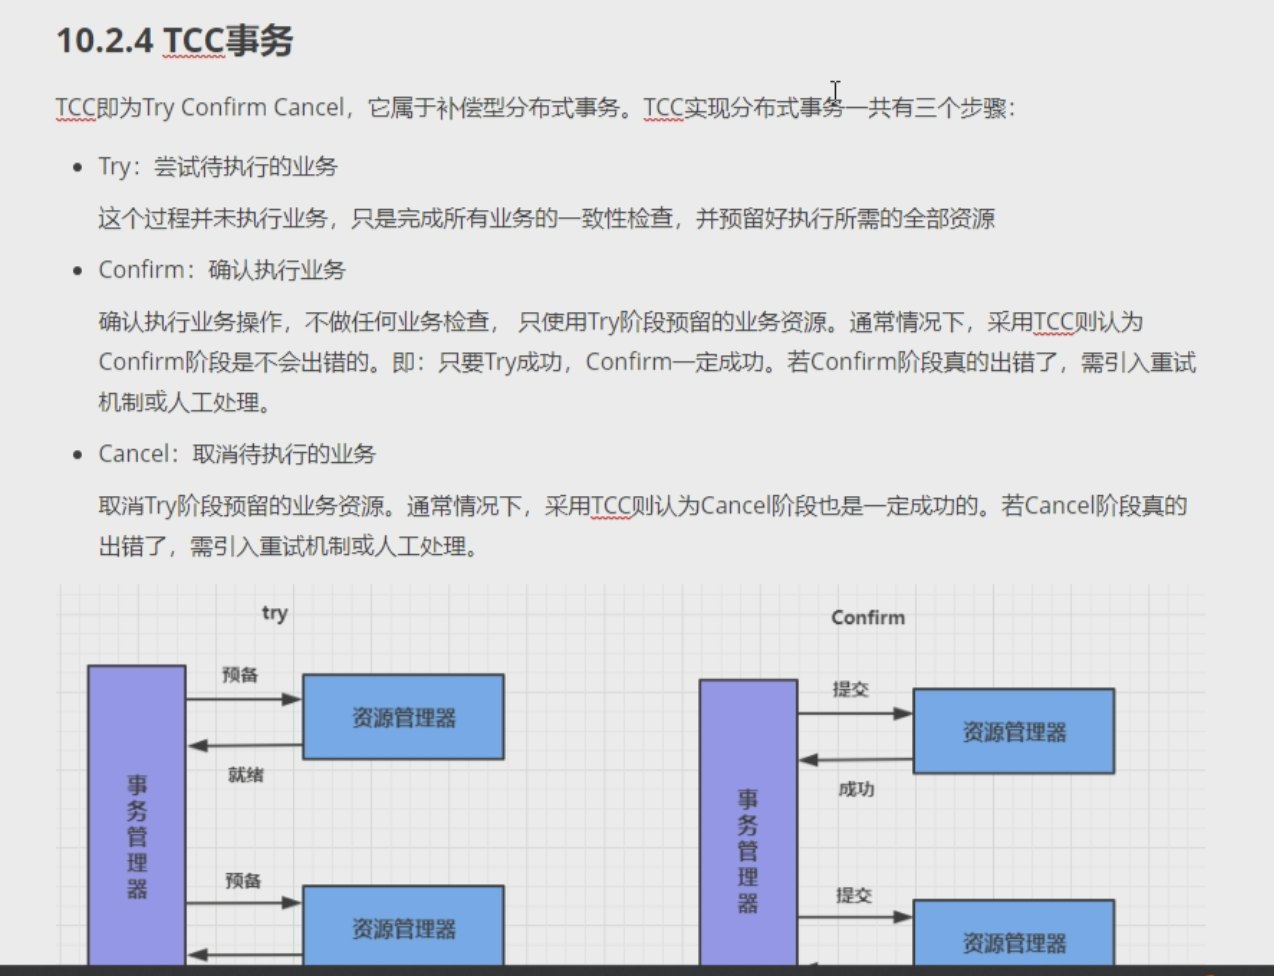 10.2.4 TCC事务
TCC即为Try Confirm Cancel，它属于补偿型分布式事务。TCC实现分布式事务一共有三个步骤：
Try：尝试待执行的业务
这个过程并未执行业务，只是完成所有业务的一致性检查，并预留好执行所需的全部资源
Confirm：确认执行业务
确认执行业务操作，不做任何业务检查， 只使用Try阶段预留的业务资源。通常情况下，采用TCC则认为
Confirm阶段是不会出错的。即：只要Try成功，Confirm一定成功。若Confirm阶段真的出错了，需引入重试
机制或人工处理。
Cancel：取消待执行的业务
取消Try阶段预留的业务资源。通常情况下，采用TCC则认为Cancel阶段也是一定成功的。若Cancel阶段真的
出错了，需引入重试机制或人工处理。
try
预备
资源管理器
就绪
事务管理器
预备
资源管理器
Confirm
提交
资源管理器
成功
事务管理器
提交
资源管理器